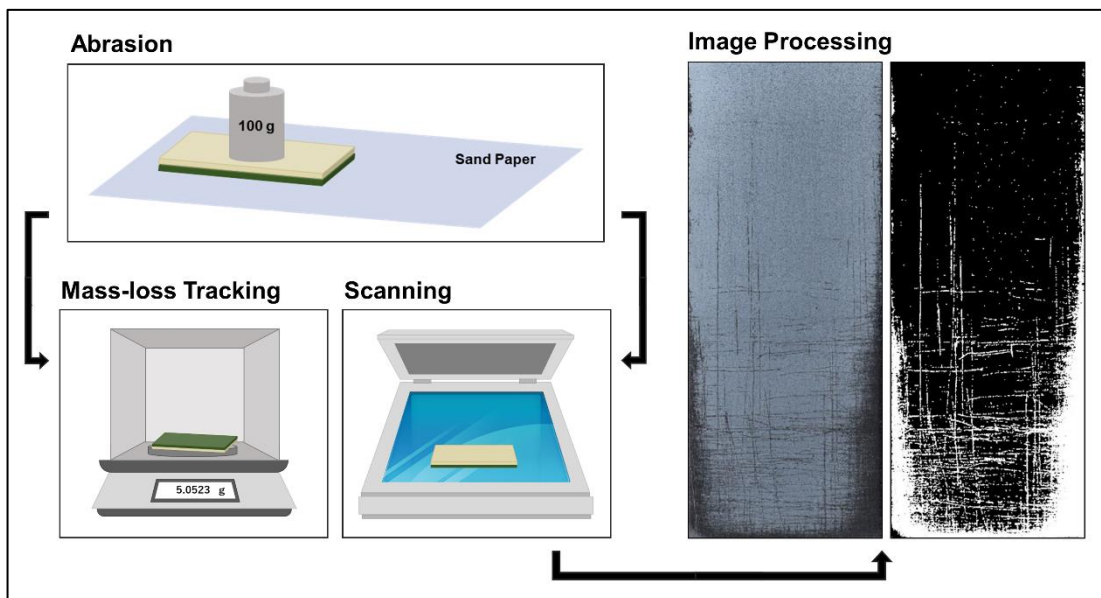 Abrasion
100 g
Sand Paper
Mass-loss Tracking
5.0523 g
Scanning
Image Processing